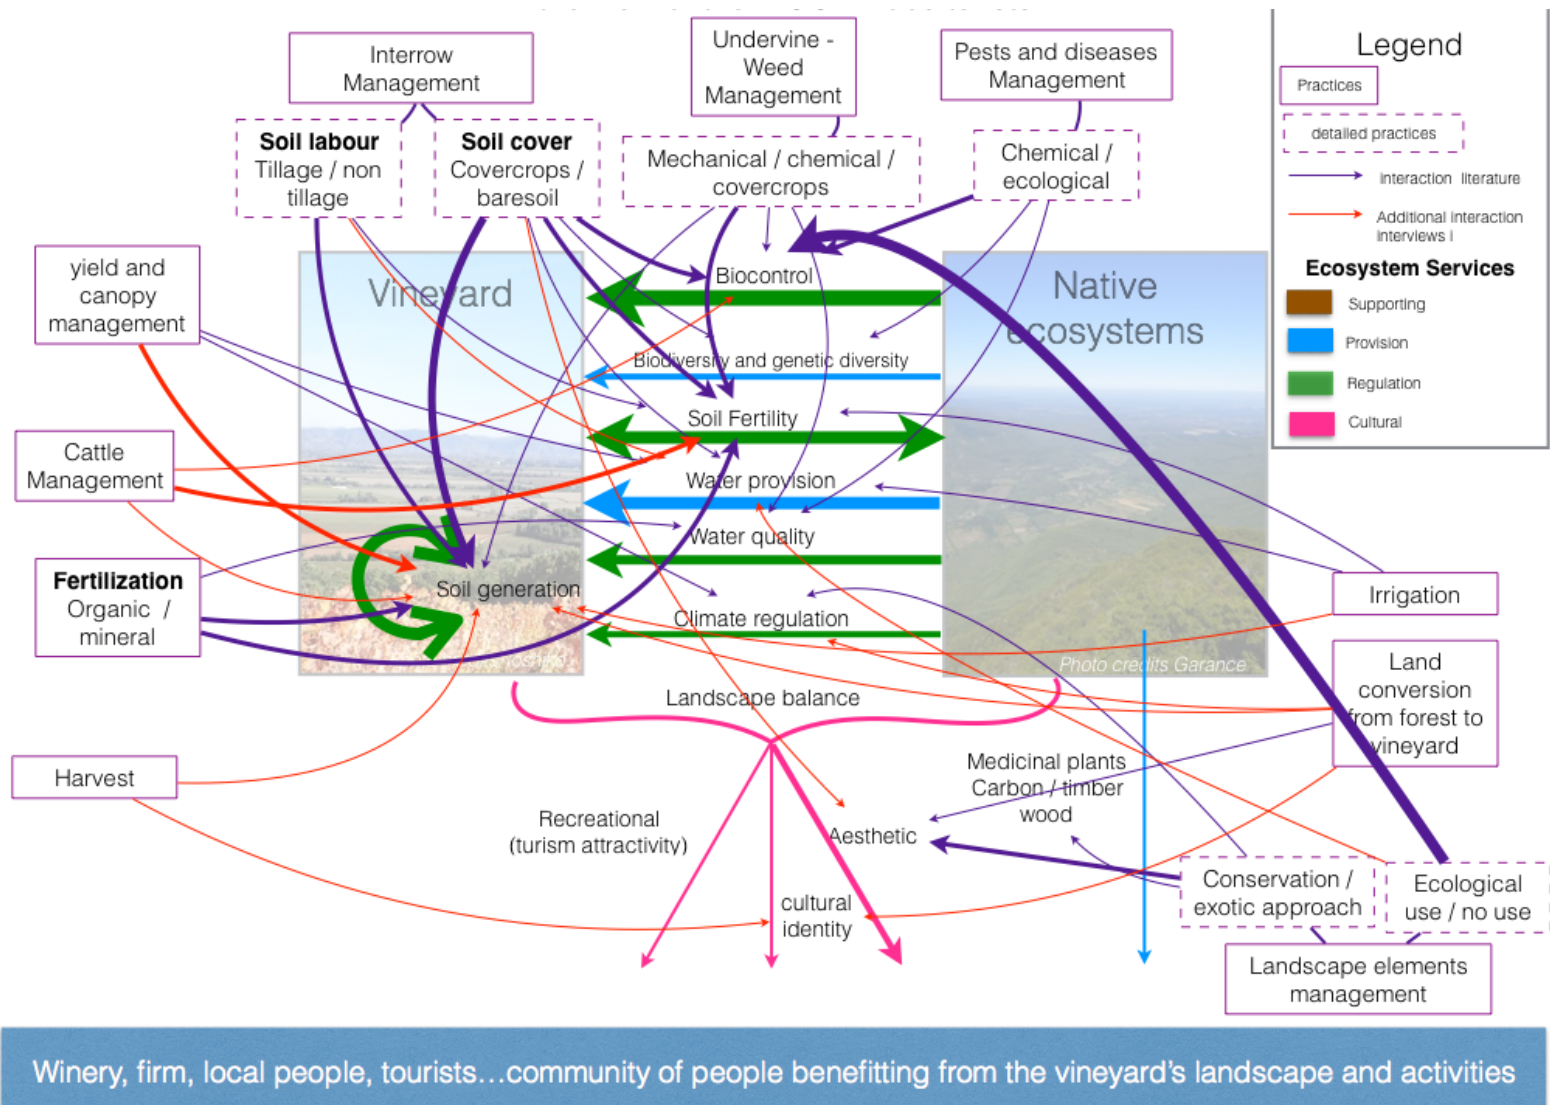 Interrow
Management
Undervine -
Weed
Management
Pests and diseases
Management
Legend
Practices
detailed practices
interaction literature
Additional interaction
interviews i
Ecosystem Services
Supporting
Provision
Regulation
Cultural
Soil labour
Tillage / non
tillage
Soil cover
Covercrops /
baresoil
Mechanical / chemical /
covercrops
Chemical /
ecological
yield and
canopy
management
Vineyard
Native
ecosystems
Biocontrol
Biodiversity and genetic diversity
Soil Fertility
Cattle
Management
Water provision
Water quality
Fertilization
Organic /
mineral
Soil generation
Climate regulation
Irrigation
Photo credits Garance
Land
conversion
from forest to
vineyard
Landscape balance
Harvest
Medicinal plants
Carbon / timber
wood
Recreational
(turism attractivity)
Aesthetic
cultural
identity
Conservation /
exotic approach
Ecological
use / no use
Landscape elements
management
Winery, firm, local people, tourists...community of people benefitting from the vineyard's landscape and activities